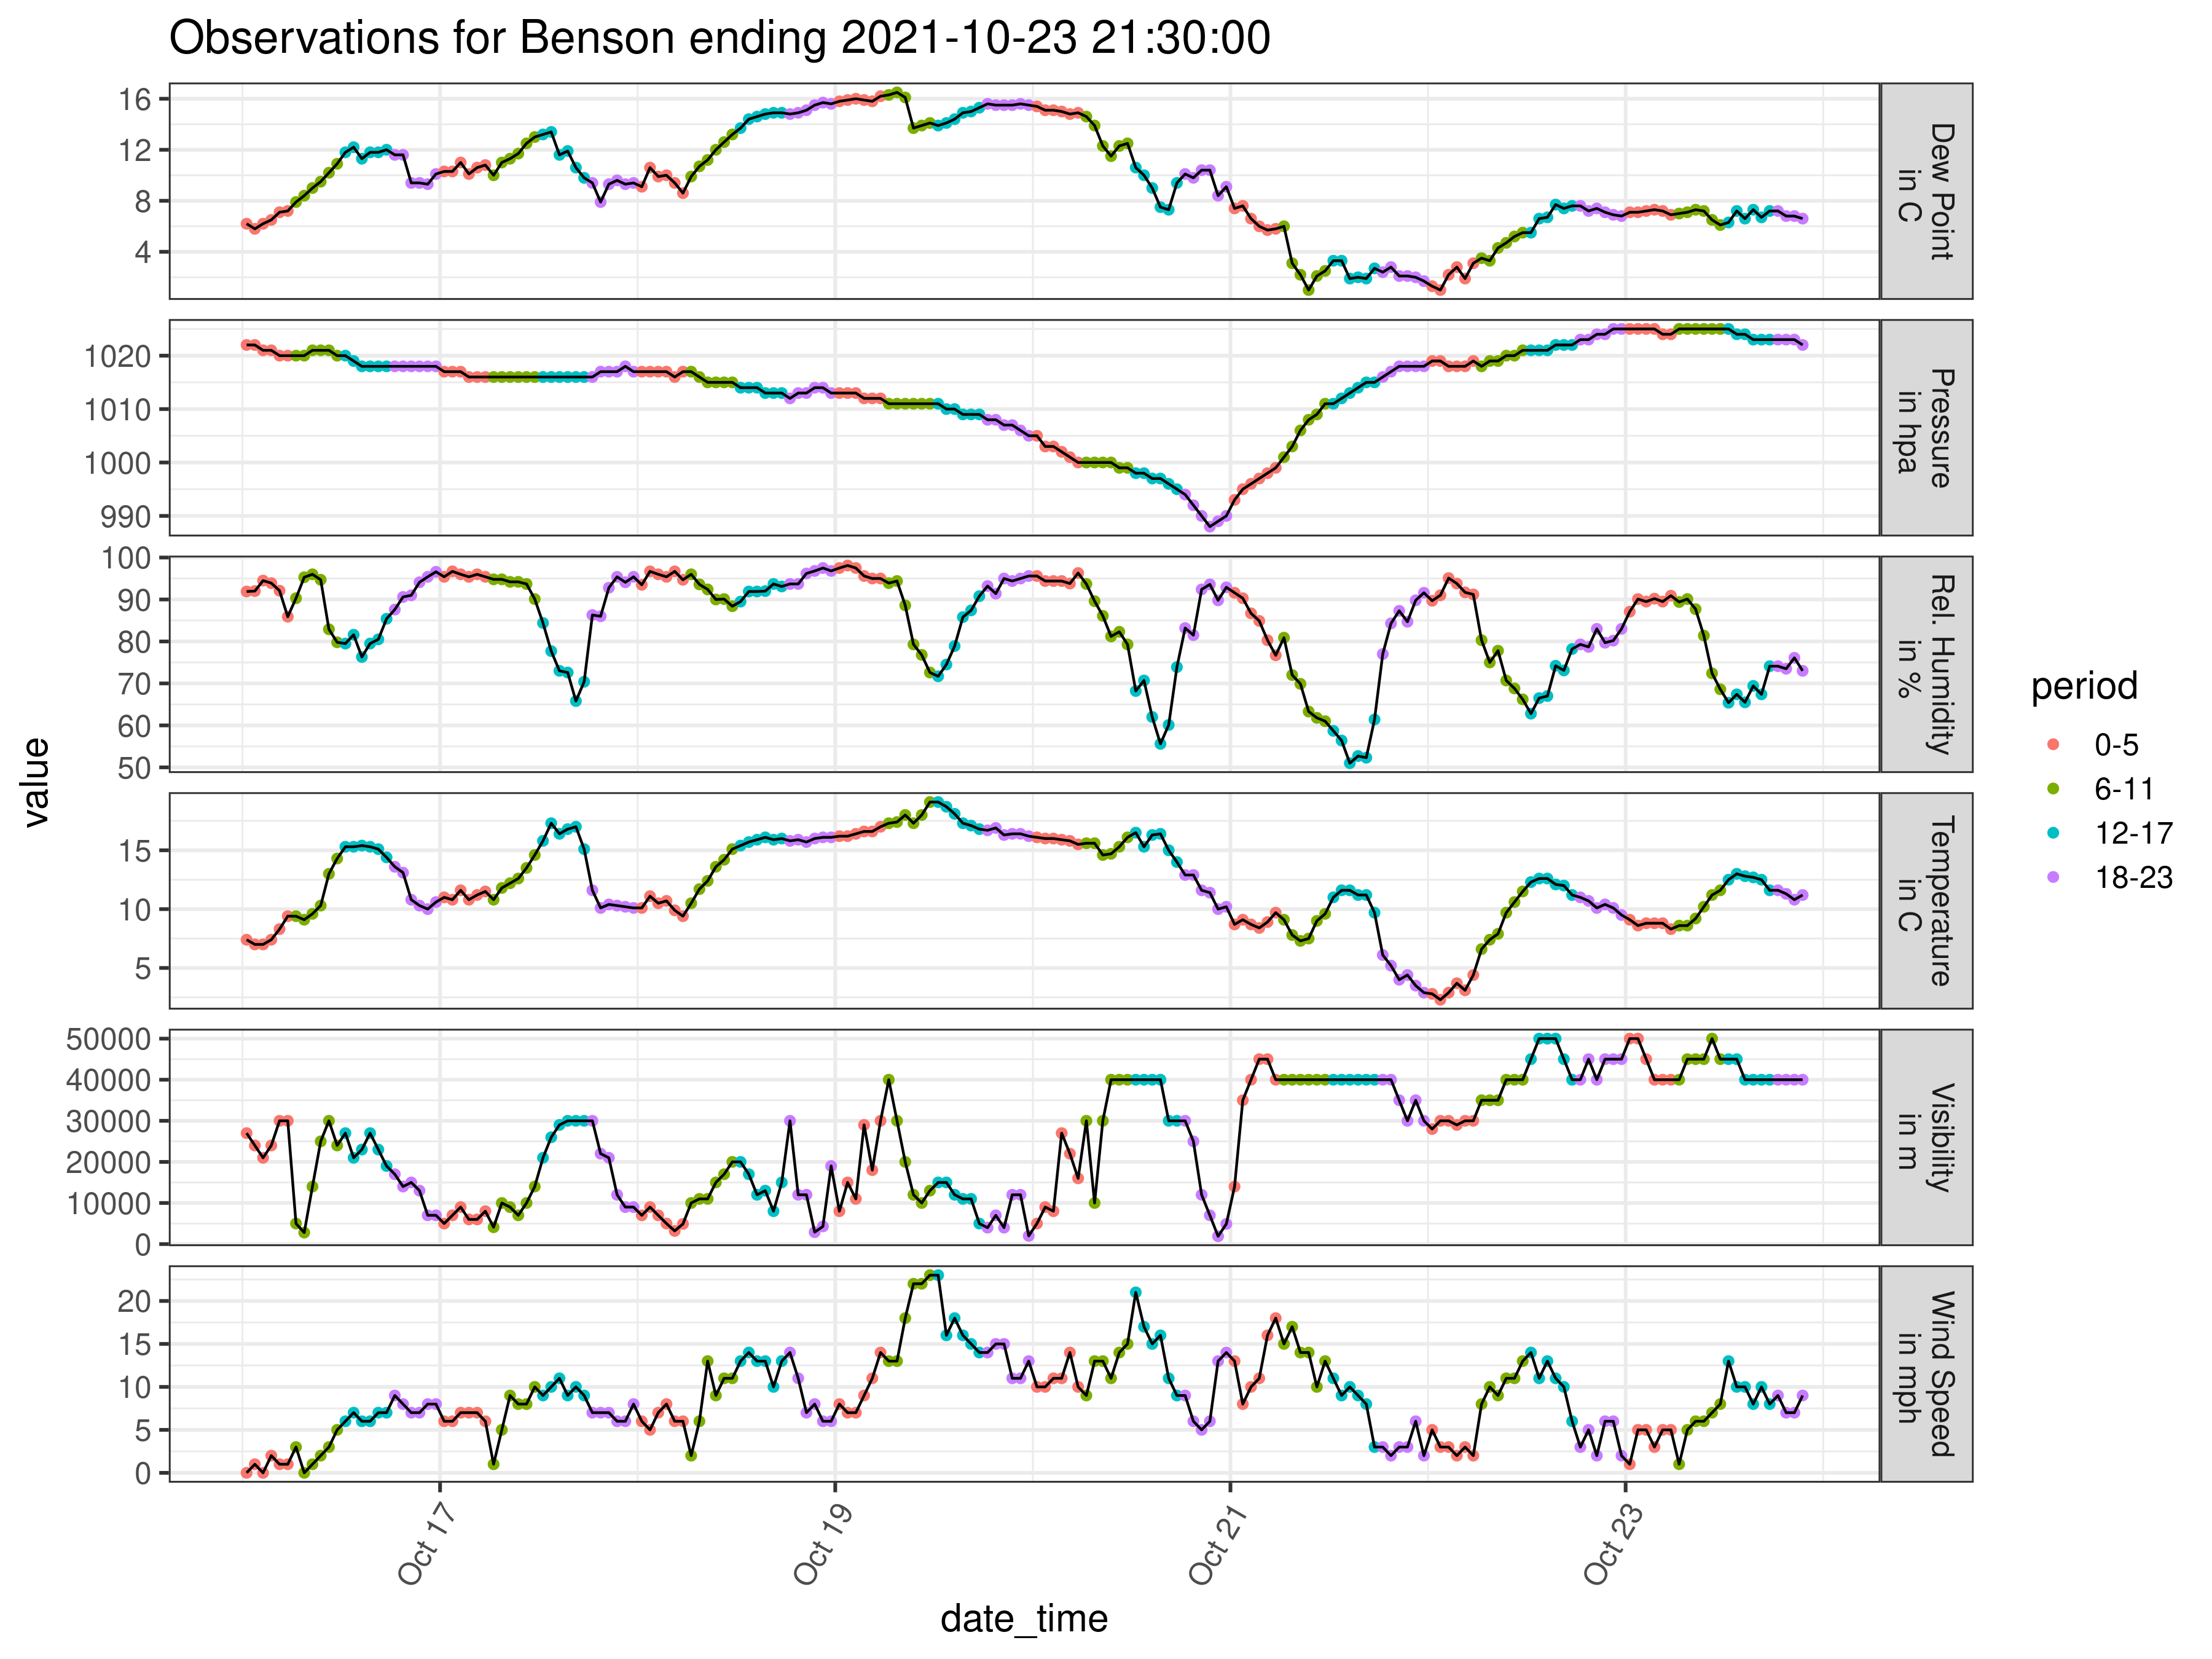 Observations for Benson ending 2021-10-23 21:30:00
value
16
12
8
4
Dew Point
in C
1020
1010
1000
990
Pressure
in hpa
100
90
80
70
60
50
Rel. Humidity
in %
15
10
5
Temperature
in C
50000
40000
30000
20000
10000
0
Visibility
in m
20
15
10
5
0
Wind Speed
in mph
Oct 17
Oct 19
Oct 21
Oct 23
date_time
period
0-5
6-11
12-17
18-23